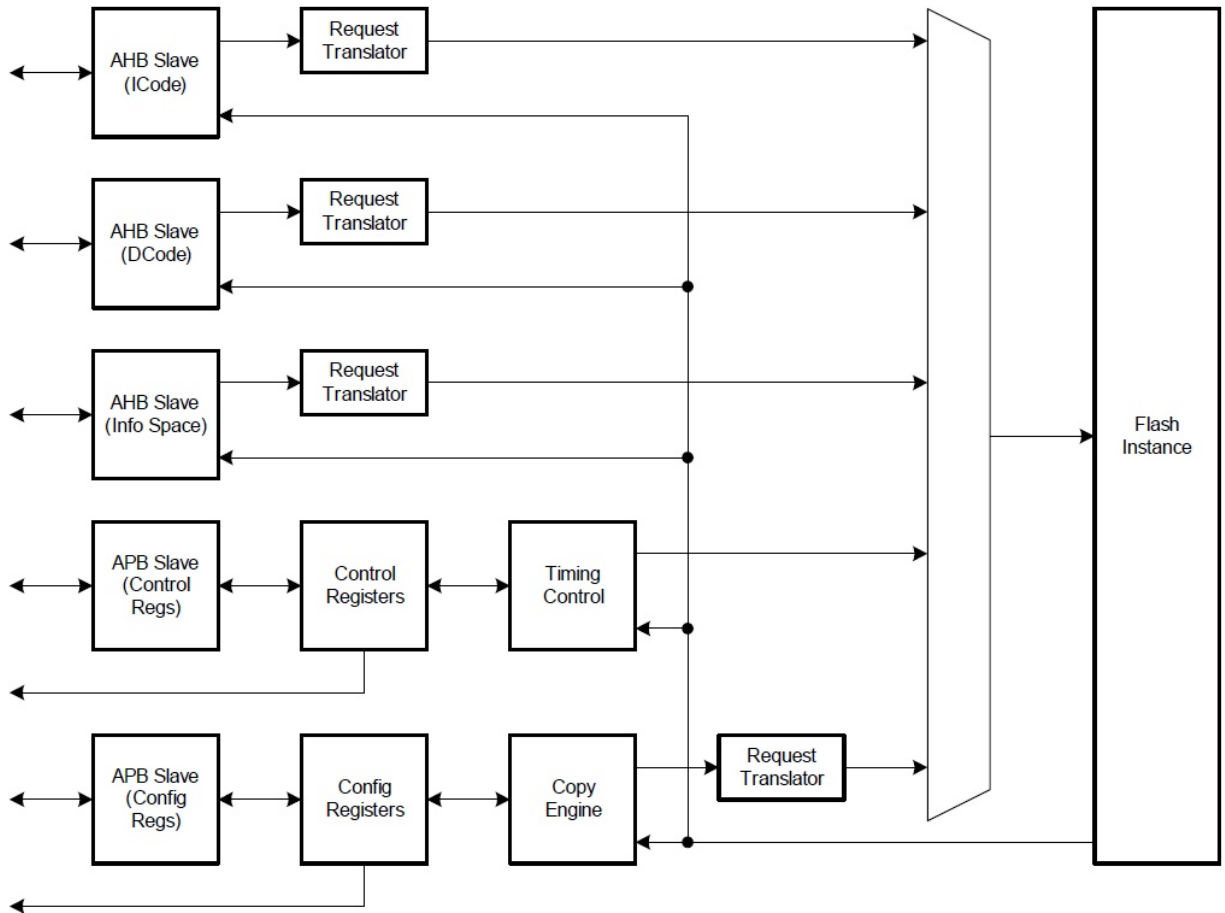 AHB Slave
(ICode)
Request
Translator
AHB Slave
(DCode)
Request
Translator
AHB Slave
(Info Space)
Request
Translator
Flash
Instance
APB Slave
(Control
Regs)
Control
Registers
Timing
Control
APB Slave
(Config
Regs)
Config
Registers
Copy
Engine
Request
Translator